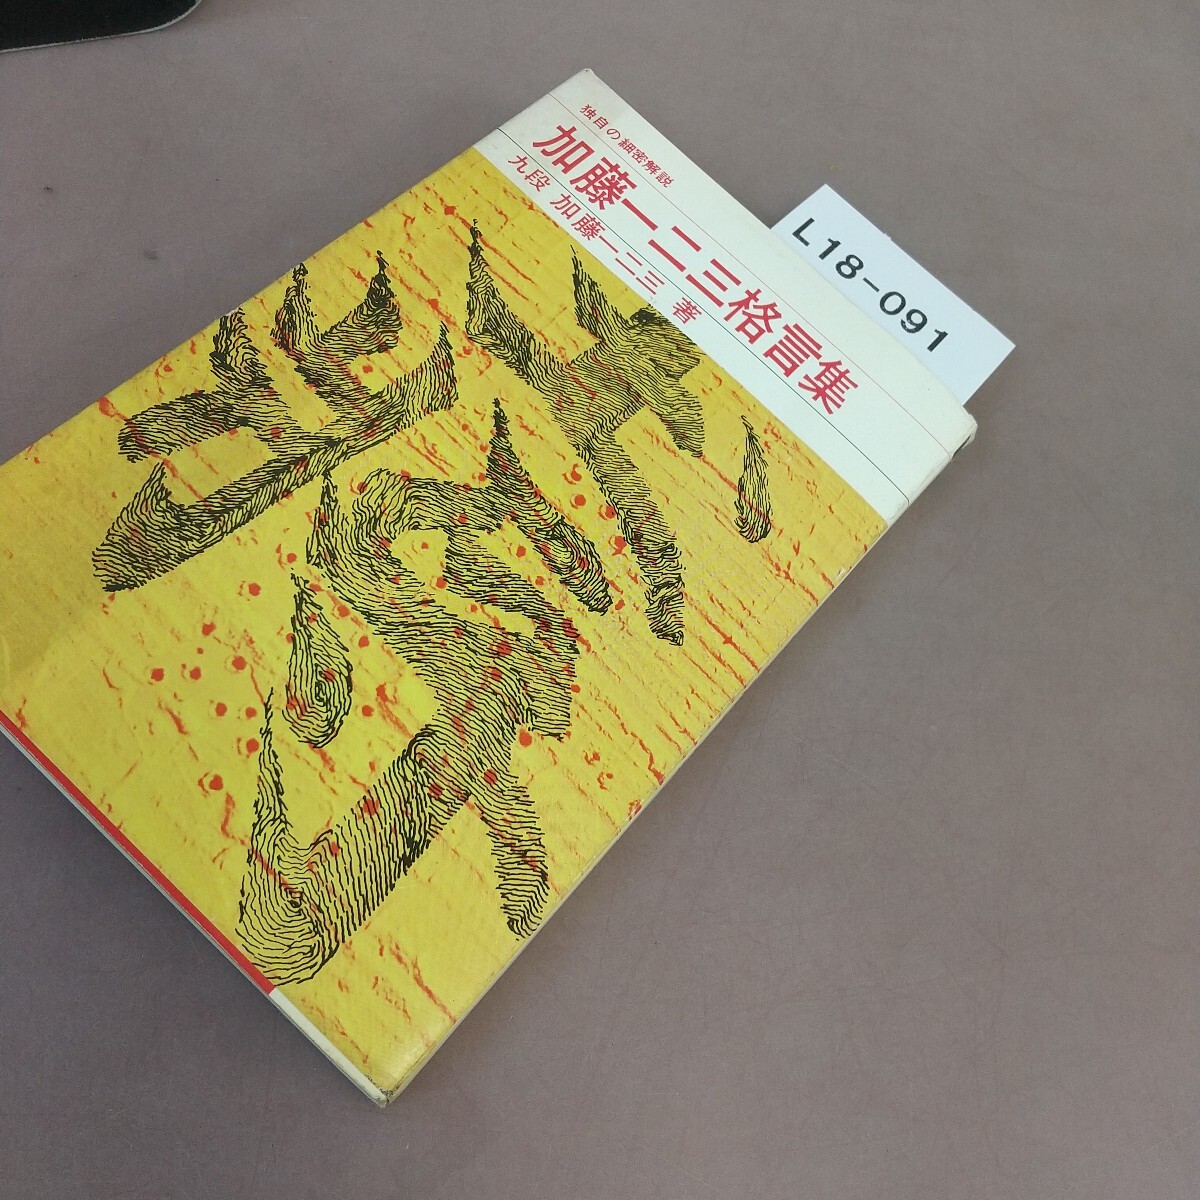 独自の細密解説
加藤一二三格言集
九段 加藤一二三 著
L18-091